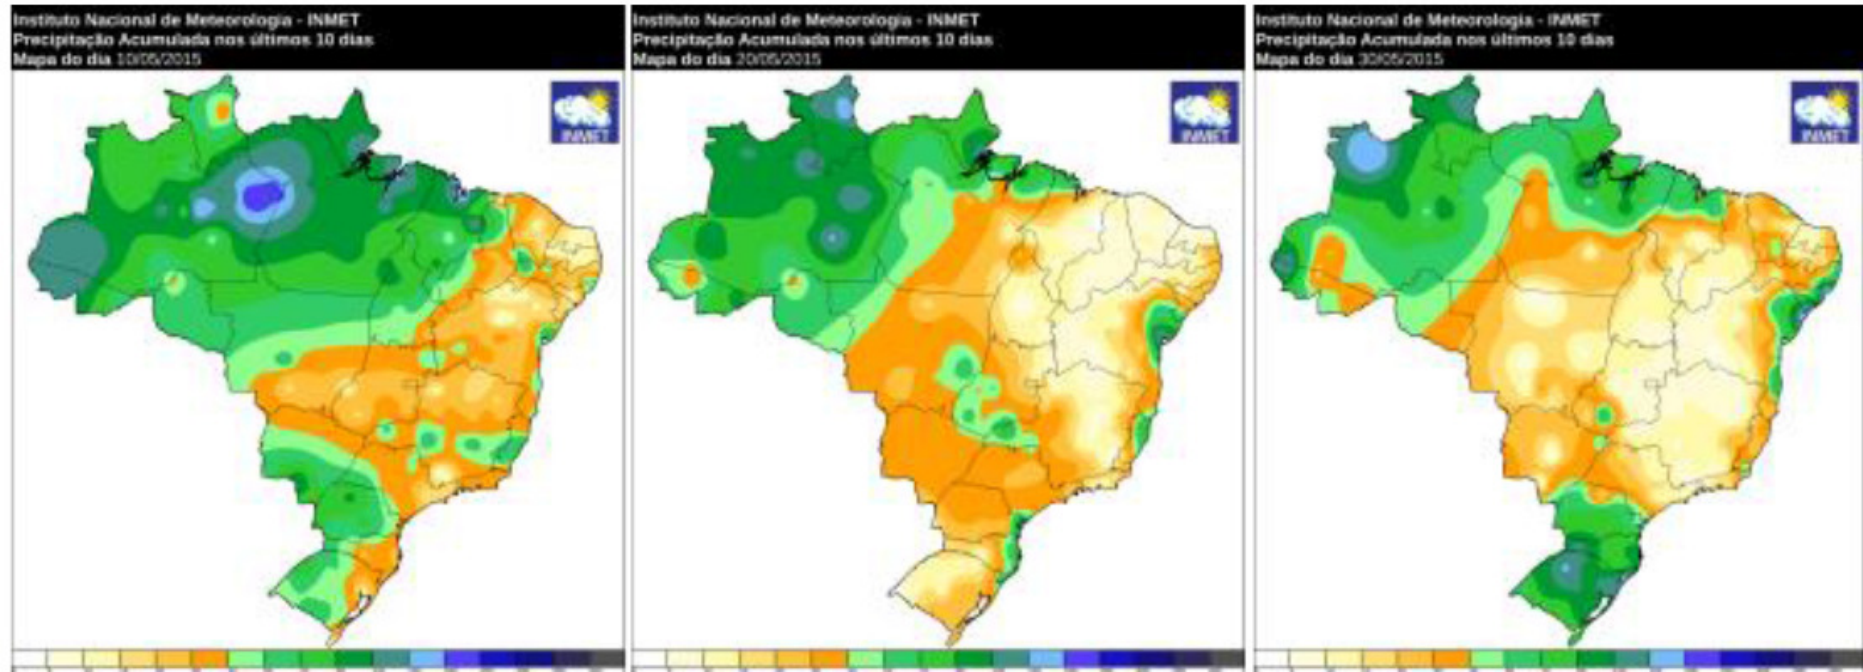 Instituto Nacional de Meteorologia - INMET
Precipitação Acumulada nos últimos 10 dias
Mapa do dia 10/05/2015
INMET
Instituto Nacional de Meteorologia - INMET
Precipitação Acumulada nos últimos 10 dias
Mapa do dia 20/05/2015
INMET
Instituto Nacional de Meteorologia - INMET
Precipitação Acumulada nos últimos 10 dias
Mapa do dia 30/05/2015
INMET